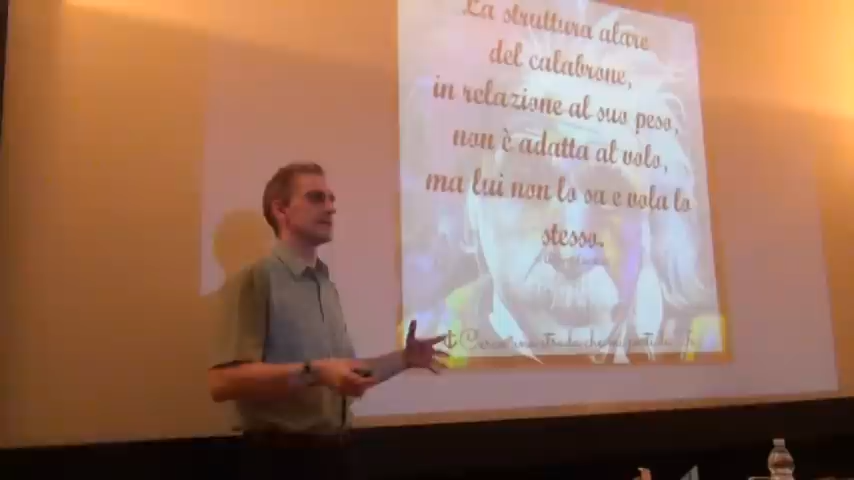 La struttura alare
del calabrone,
in relazione al suo peso,
non è adatta al volo,
ma lui non lo sa e vola lo
stesso.